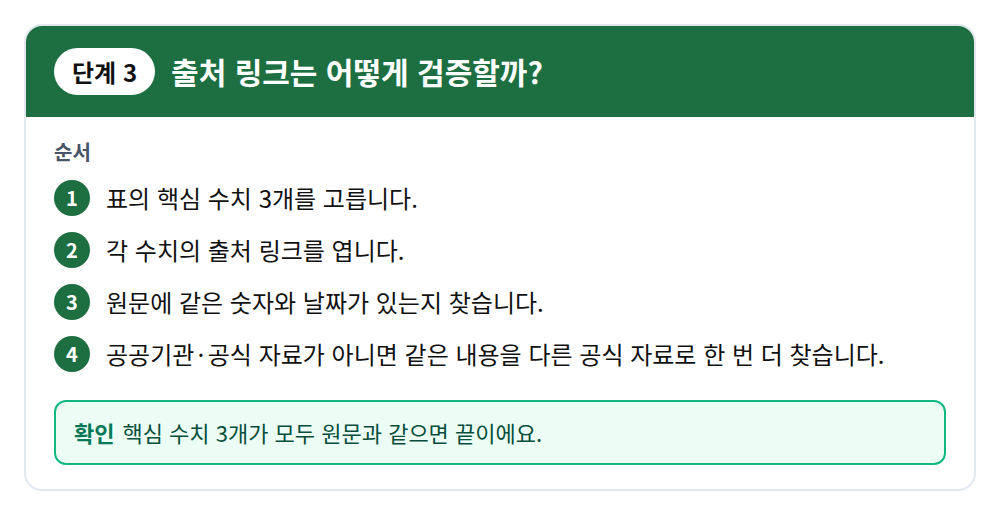 단계 3 출처 링크는 어떻게 검증할까?
순서
1 표의 핵심 수치 3개를 고릅니다.
2 각 수치의 출처 링크를 엽니다.
3 원문에 같은 숫자와 날짜가 있는지 찾습니다.
4 공공기관·공식 자료가 아니면 같은 내용을 다른 공식 자료로 한 번 더 찾습니다.
확인 핵심 수치 3개가 모두 원문과 같으면 끝이에요.